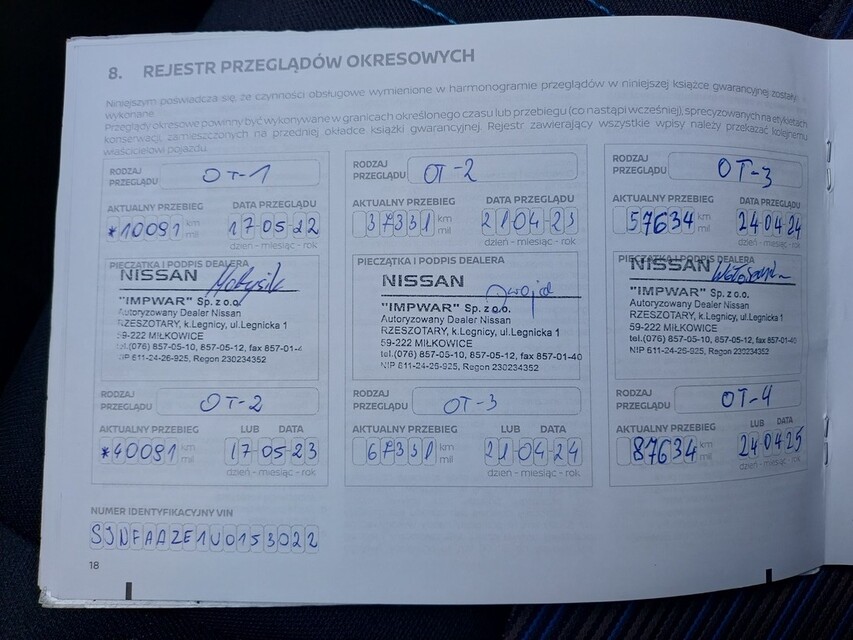 8. REJESTR PRZEGLĄDÓW OKRESOWYCH
Niniejszym poświadcza się, że czynności obsługowe wymienione w harmonogramie przeglądów w niniejszej książce gwarancyjnej zostały
wykonane.
Przeglądy okresowe powinny być wykonywane w granicach określonego czasu lub przebiegu (co nastąpi wcześniej), sprecyzowanych na etykietach
konserwacji, zamieszczonych na przedniej okładce książki gwarancyjnej. Rejestr zawierający wszystkie wpisy należy przekazać kolejnemu
właścicielowi pojazdu.
RODZAJ PRZEGLĄDU OT-1
AKTUALNY PRZEBIEG DATA PRZEGLĄDU
*10091 km mil 17-05-22
dzień - miesiąc - rok
PIECZĄTKA I PODPIS DEALERA
NISSAN
"IMPWAR" Sp. z o.o.
Autoryzowany Dealer Nissan
RZESZOTARY, k.Legnicy, ul.Legnicka 1
59-222 MIŁKOWICE
tel.(076) 857-05-10, 857-05-12, fax 857-01-4
NIP 611-24-26-925, Regon 230234352
RODZAJ PRZEGLĄDU OT-2
AKTUALNY PRZEBIEG LUB DATA
*40091 km mil 17-05-23
dzień - miesiąc - rok
RODZAJ PRZEGLĄDU OT-2
AKTUALNY PRZEBIEG DATA PRZEGLĄDU
37331 km mil 21-04-23
dzień - miesiąc - rok
PIECZĄTKA I PODPIS DEALERA
NISSAN
"IMPWAR" Sp. z o.o.
Autoryzowany Dealer Nissan
RZESZOTARY, k.Legnicy, ul.Legnicka 1
59-222 MIŁKOWICE
tel.(076) 857-05-10, 857-05-12, fax 857-01-40
NIP 611-24-26-925, Regon 230234352
RODZAJ PRZEGLĄDU OT-3
AKTUALNY PRZEBIEG LUB DATA
67331 km mil 21-04-24
dzień - miesiąc - rok
RODZAJ PRZEGLĄDU OT-3
AKTUALNY PRZEBIEG DATA PRZEGLĄDU
57634 km mil 24-04-24
dzień - miesiąc - rok
PIECZĄTKA I PODPIS DEALERA
NISSAN
"IMPWAR" Sp. z o.o.
Autoryzowany Dealer Nissan
RZESZOTARY, k.Legnicy, ul.Legnicka 1
59-222 MIŁKOWICE
tel.(076) 857-05-10, 857-05-12, fax 857-01-40
NIP 611-24-26-925, Regon 230234352
RODZAJ PRZEGLĄDU OT-4
AKTUALNY PRZEBIEG LUB DATA
87634 km mil 24-04-25
dzień - miesiąc - rok
NUMER IDENTYFIKACYJNY VIN
SJNFAAZE1U0153022
18